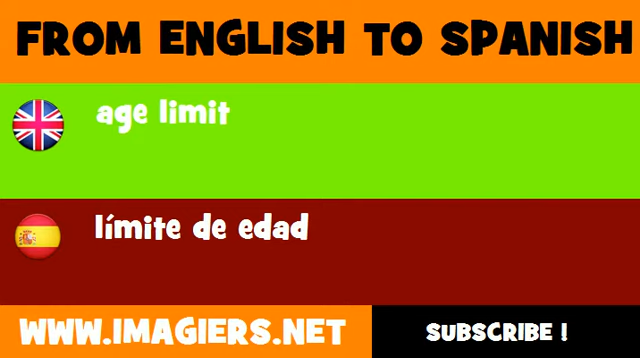 FROM ENGLISH TO SPANISH
age limit
límite de edad
WWW.IMAGIERS.NET
SUBSCRIBE !